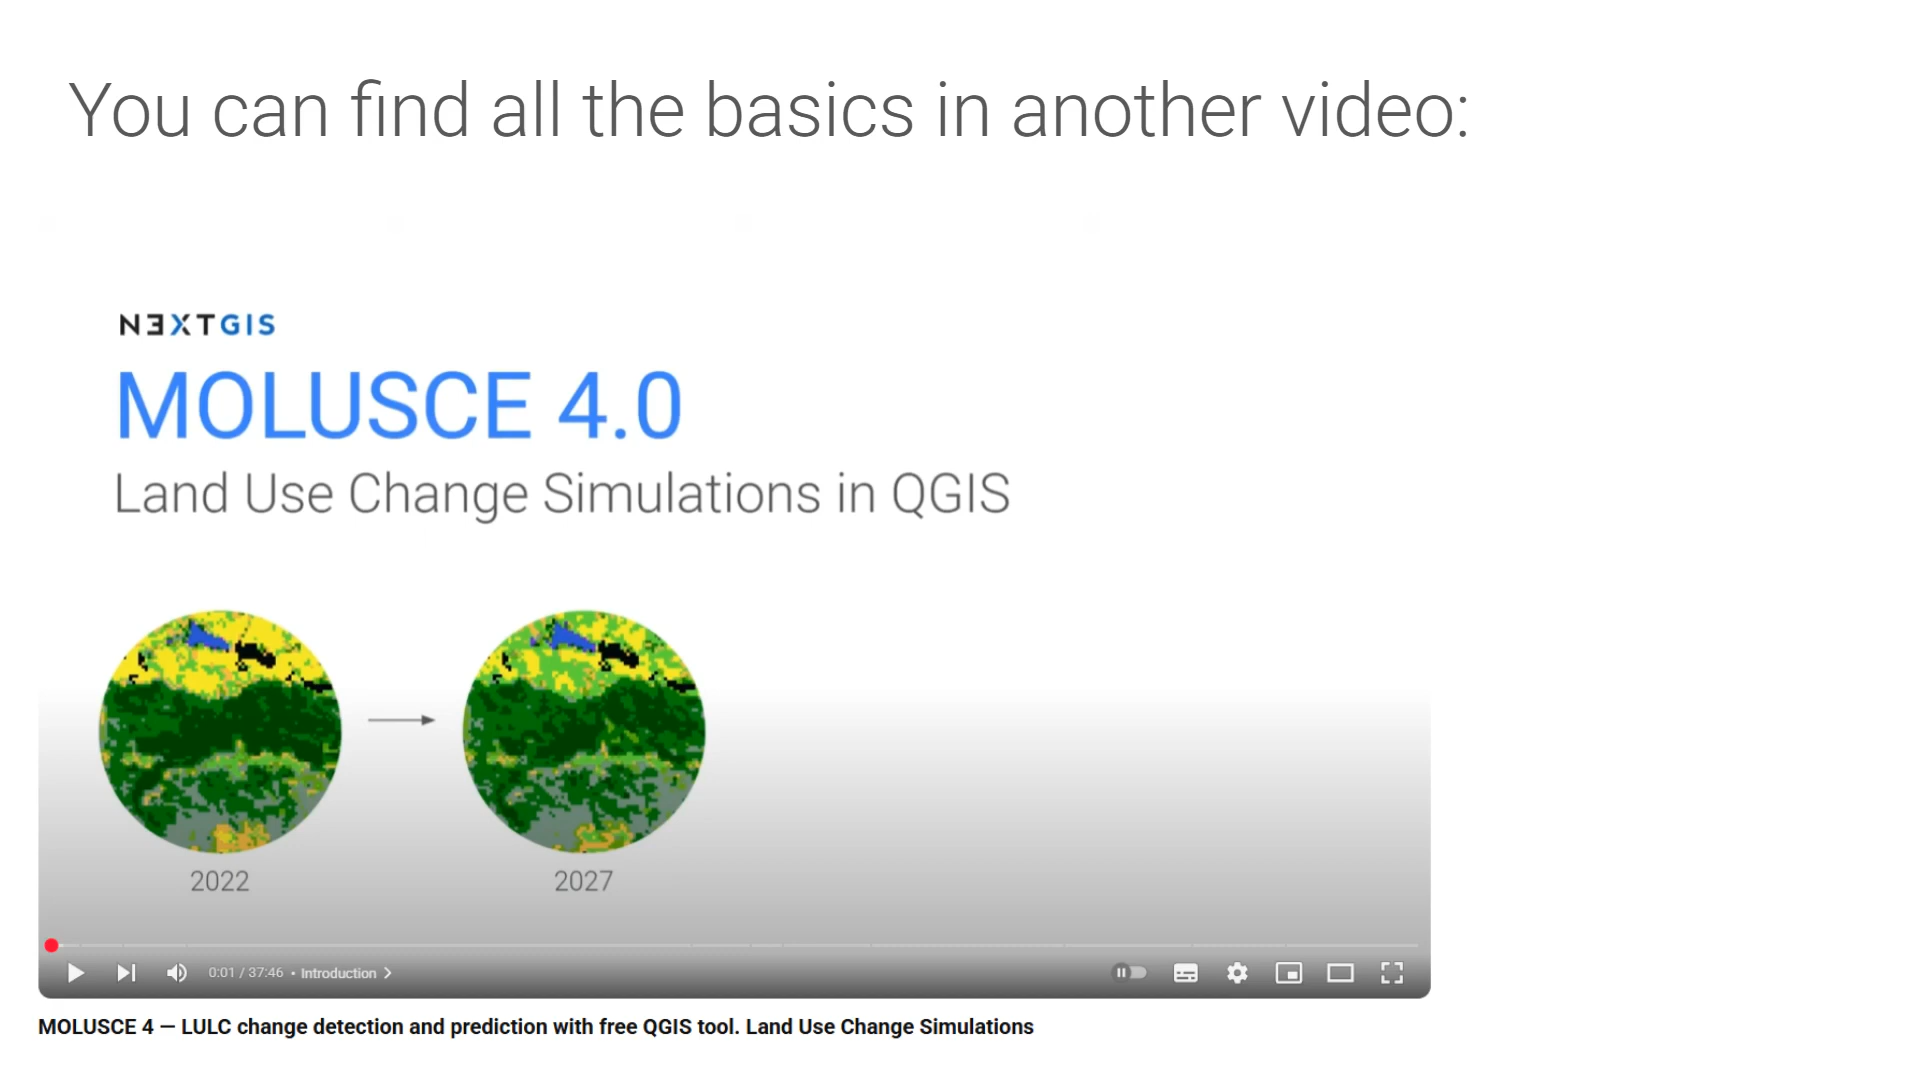 You can find all the basics in another video:
NEXTGIS
MOLUSCE 4.0
Land Use Change Simulations in QGIS
2022
2027
0:01 / 37:46 • Introduction
MOLUSCE 4 — LULC change detection and prediction with free QGIS tool. Land Use Change Simulations